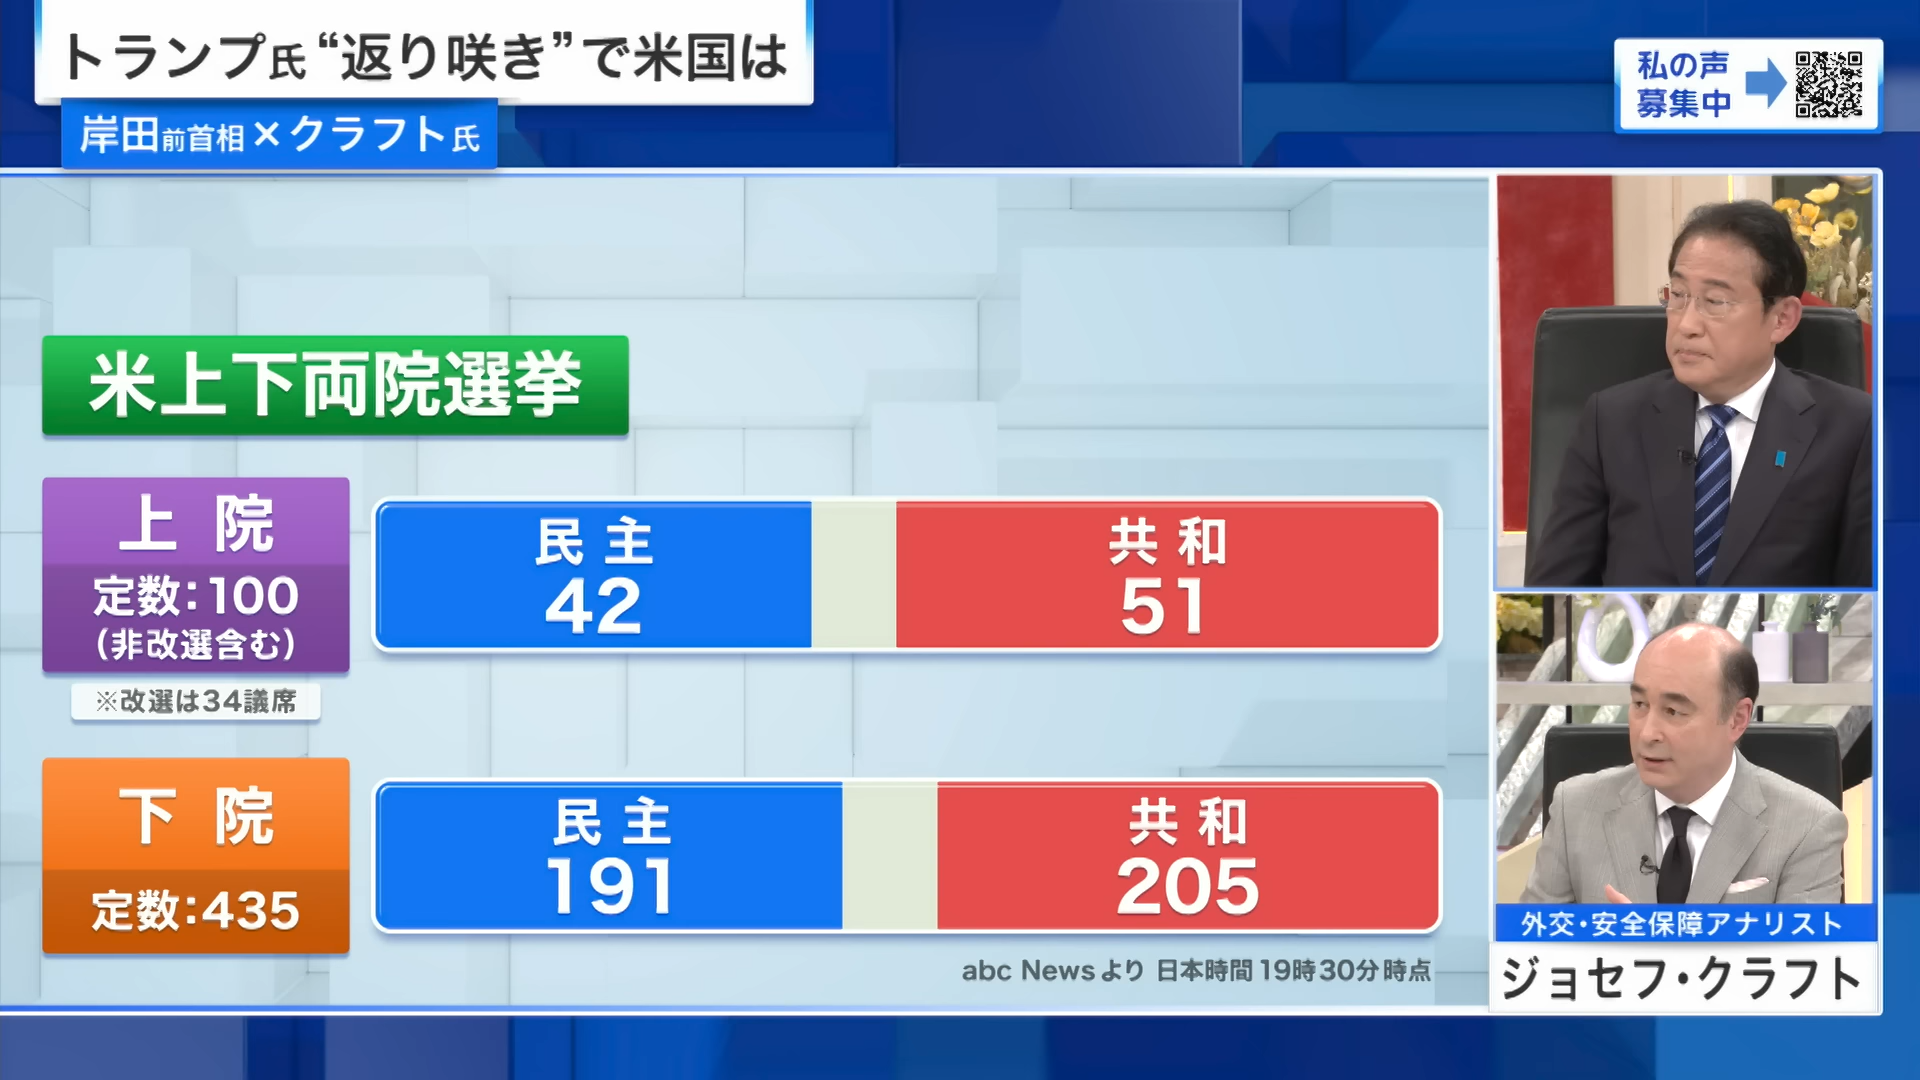 トランプ氏“返り咲き”で米国は
岸田前首相×クラフト氏
私の声
募集中
米上下両院選挙
上院
定数：100
(非改選含む)
※改選は34議席
民主
42
共和
51
下院
定数：435
民主
191
共和
205
abc Newsより 日本時間19時30分時点
外交・安全保障アナリスト
ジョセフ・クラフト